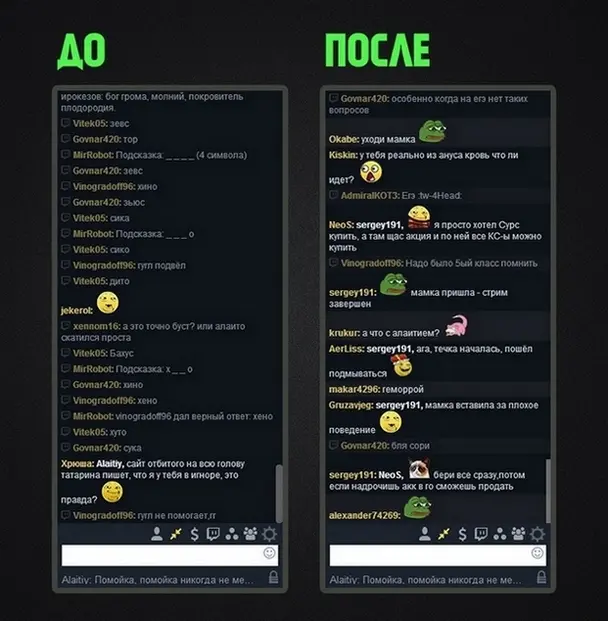 ДО
ирокезов: бог грома, молний, покровитель
плодородия.
Vitek05: зевс
Govnar420: тор
MirRobot: Подсказка: _ _ _ _ (4 символа)
Govnar420: зевс
Vinogradoff96: хино
Govnar420: зьюс
Vitek05: сика
MirRobot: Подсказка: _ _ _ о
Vitek05: сико
Vinogradoff96: гугл подвёл
Vitek05: дито
jekerol:
xennom16: а это точно буст? или алаито
скатился проста
Vitek05: Бахус
MirRobot: Подсказка: х _ _ о
Govnar420: хино
Vinogradoff96: хено
MirRobot: vinogradoff96 дал верный ответ: хено
Vitek05: хуто
Govnar420: сука
Хрюша: Alaitiy, сайт отбитого на всю голову
татарина пишет, что я у тебя в игноре, это
правда?
Vinogradoff96: гугл не помогает,гг
Alaitiy: Помойка, помойка никогда не ме...
ПОСЛЕ
Govnar420: особенно когда на егэ нет таких
вопросов
Okabe: уходи мамка
Kiskin: у тебя реально из ануса кровь что ли
идет?
AdmiralKOT3: Егэ :tw-4Head:
NeoS: sergey191, я просто хотел Сурс
купить, а там щас акция и по ней все КС-ы можно
купить
Vinogradoff96: Надо было 5ый класс помнить
sergey191: мамка пришла - стрим
завершен
krukur: а что с алаитием?
AerLiss: sergey191, ага, течка началась, пошёл
подмываться
makar4296: геморрой
Gruzavjeg: sergey191, мамка вставила за плохое
поведение
Govnar420: бля сори
sergey191: NeoS, бери все сразу,потом
если надрочишь акк в го сможешь продать
alexander74269:
Alaitiy: Помойка, помойка никогда не ме...